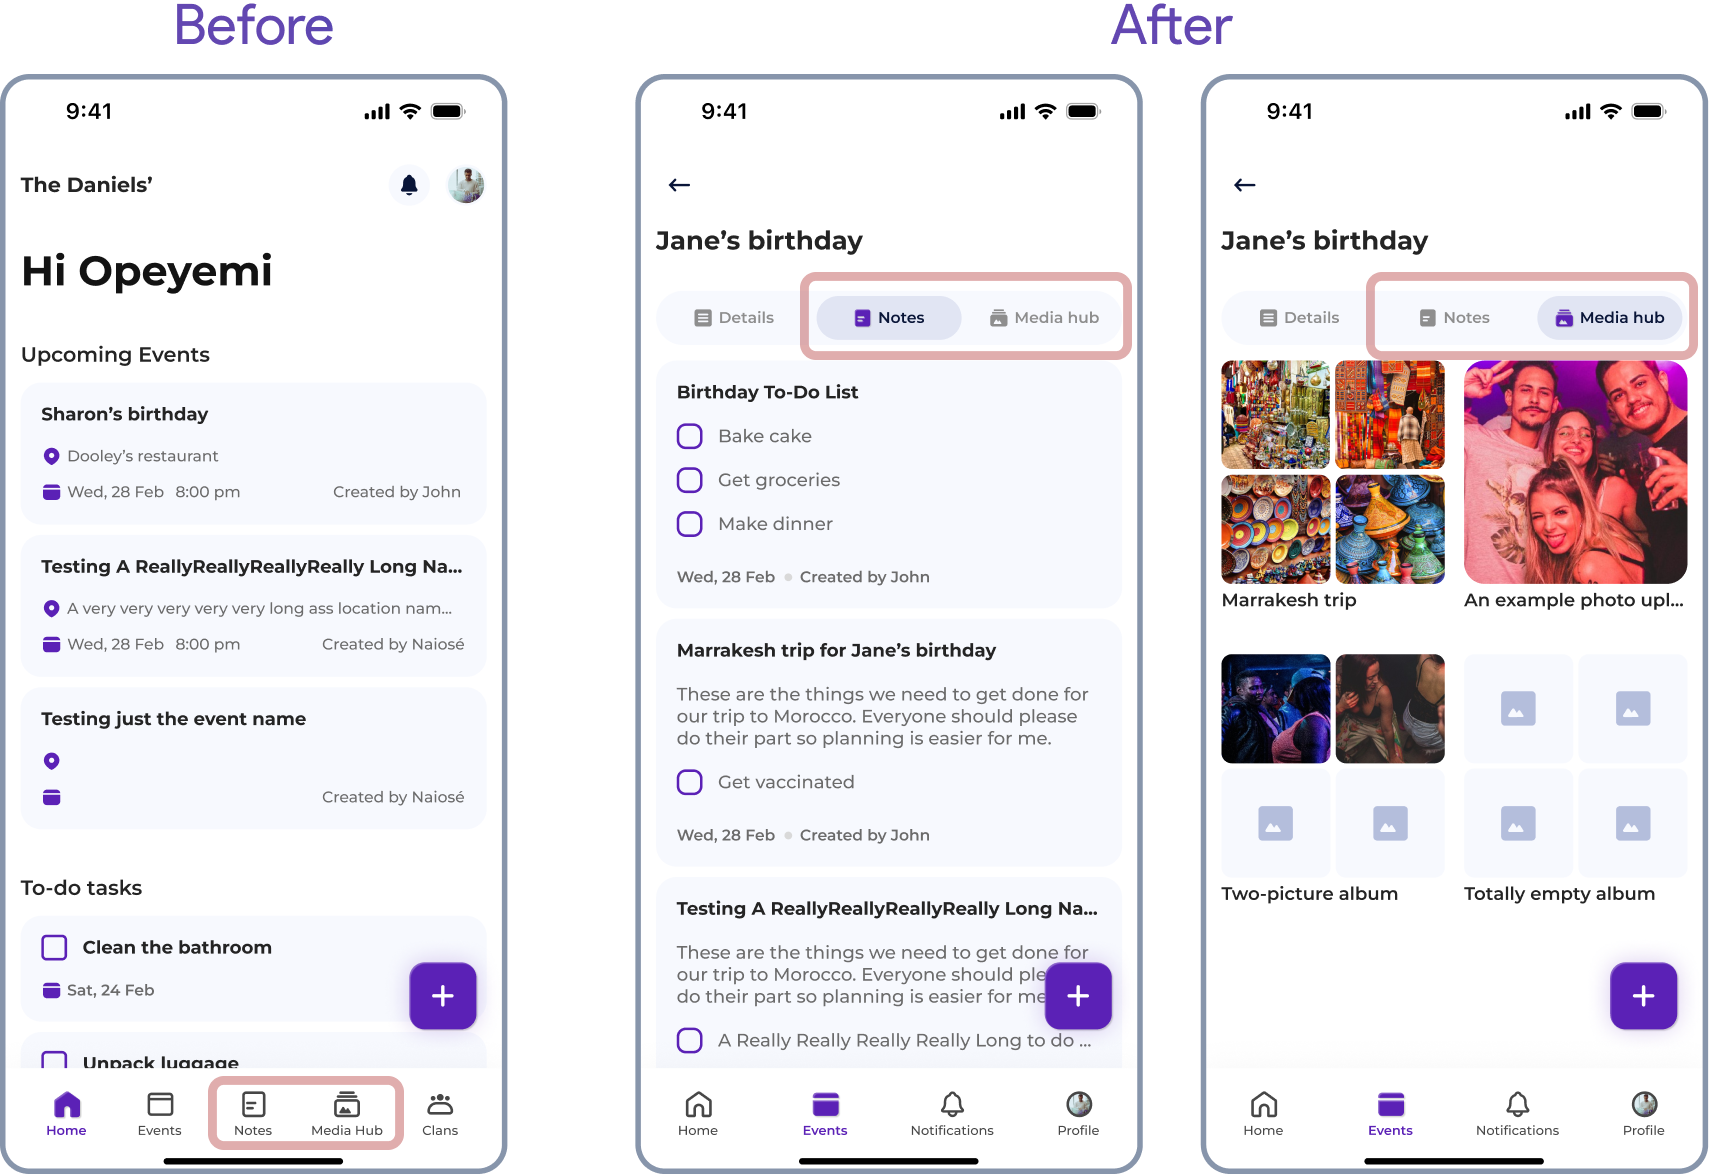 Before
After
9:41
The Daniels’
Hi Opeyemi
Upcoming Events
Sharon’s birthday
Dooley’s restaurant
Wed, 28 Feb 8:00 pm Created by John
Testing A ReallyReallyReallyReally Long Na...
A very very very very very long ass location nam...
Wed, 28 Feb 8:00 pm Created by Naiosé
Testing just the event name
Created by Naiosé
To-do tasks
Clean the bathroom
Sat, 24 Feb
Unpack luggage
Home Events Notes Media Hub Clans
9:41
Jane’s birthday
Details Notes Media hub
Birthday To-Do List
Bake cake
Get groceries
Make dinner
Wed, 28 Feb Created by John
Marrakesh trip for Jane’s birthday
These are the things we need to get done for
our trip to Morocco. Everyone should please
do their part so planning is easier for me.
Get vaccinated
Wed, 28 Feb Created by John
Testing A ReallyReallyReallyReally Long Na...
These are the things we need to get done for
our trip to Morocco. Everyone should ple
do their part so planning is easier for me
A Really Really Really Really Long to do ...
Home Events Notifications Profile
9:41
Jane’s birthday
Details Notes Media hub
Marrakesh trip An example photo upl...
Two-picture album Totally empty album
Home Events Notifications Profile